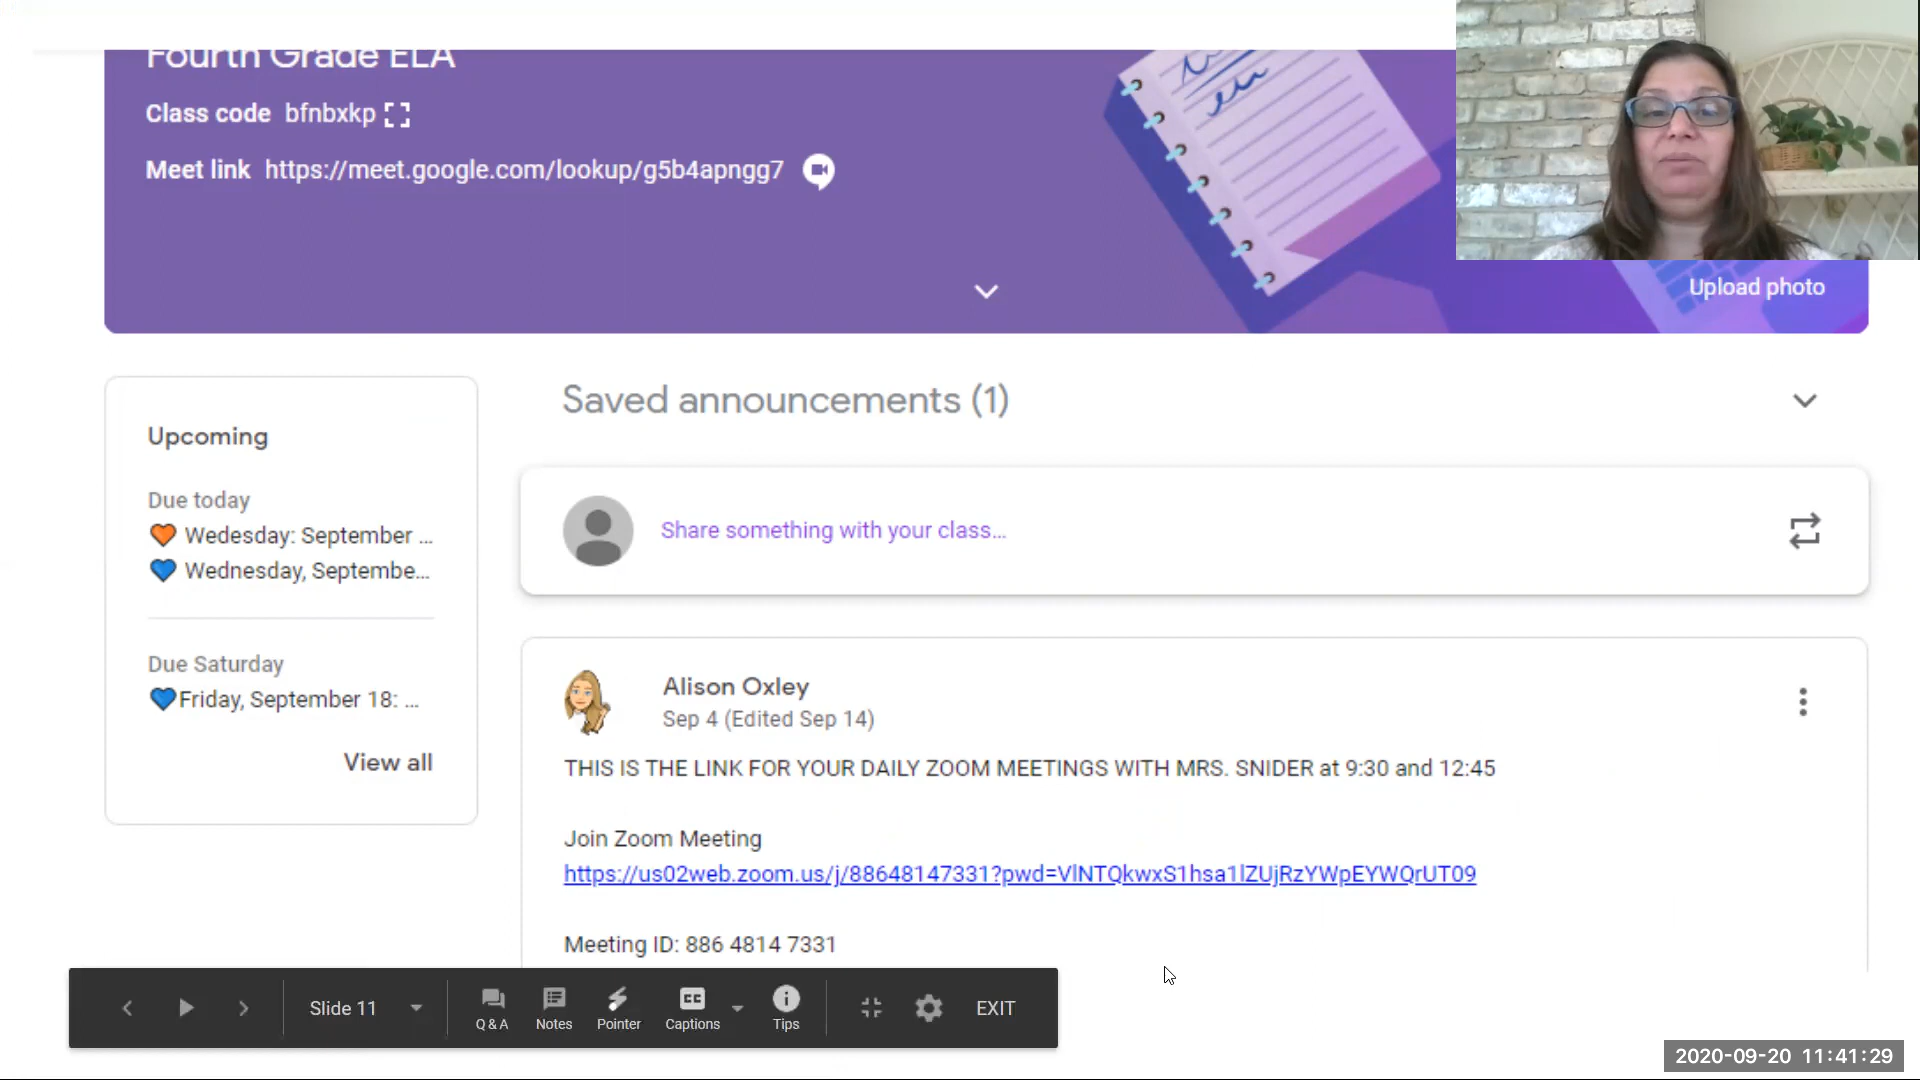 Fourth Grade ELA
Class code bfnbxkp
Meet link https://meet.google.com/lookup/g5b4apngg7
Upload photo
Upcoming
Due today
🧡 Wedesday: September ...
💙 Wednesday, Septembe...
Due Saturday
💙Friday, September 18: ...
View all
Saved announcements (1)
Share something with your class...
Alison Oxley
Sep 4 (Edited Sep 14)
THIS IS THE LINK FOR YOUR DAILY ZOOM MEETINGS WITH MRS. SNIDER at 9:30 and 12:45
Join Zoom Meeting
https://us02web.zoom.us/j/88648147331?pwd=VlNTQkwxS1hsa1lZUjRzYWpEYWQrUT09
Meeting ID: 886 4814 7331
Slide 11
Q & A
Notes
Pointer
CC
Captions
Tips
EXIT
2020-09-20 11:41:29